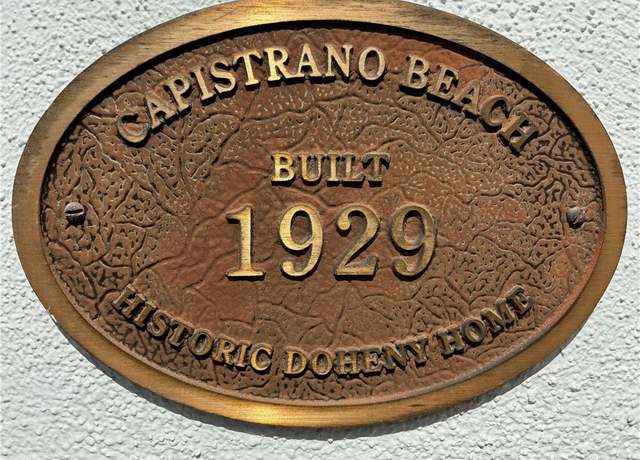 CAPISTRANO BEACH
BUILT
1929
HISTORIC DOHENY HOME